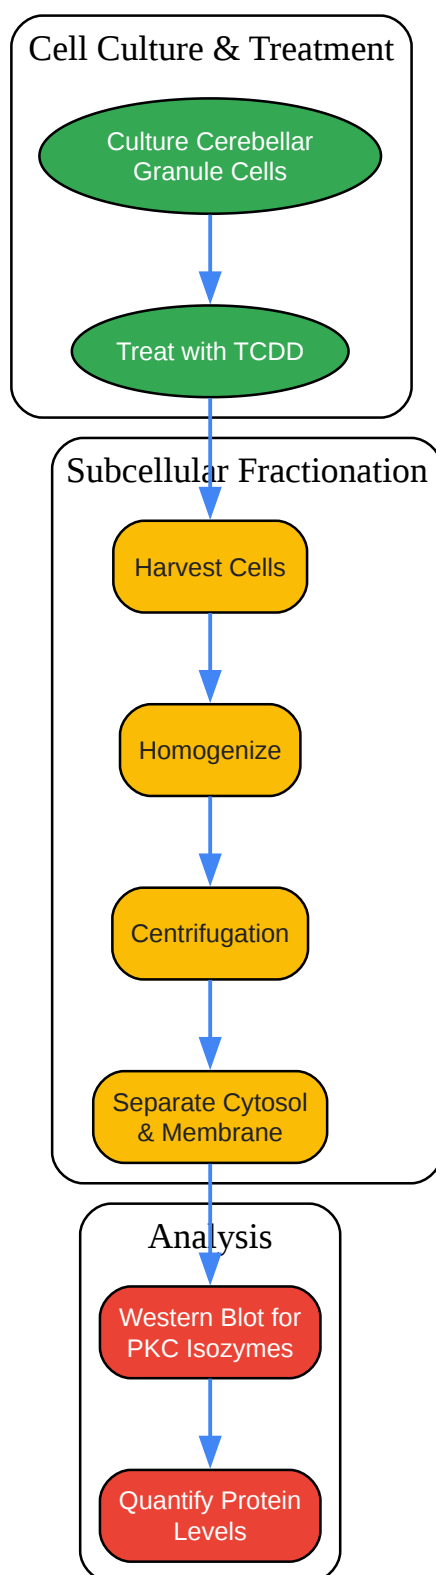 Cell Culture & Treatment
Culture Cerebellar
Granule Cells
Treat with TCDD
Subcellular Fractionation
Harvest Cells
Homogenize
Centrifugation
Separate Cytosol
& Membrane
Analysis
Western Blot for
PKC Isozymes
Quantify Protein
Levels